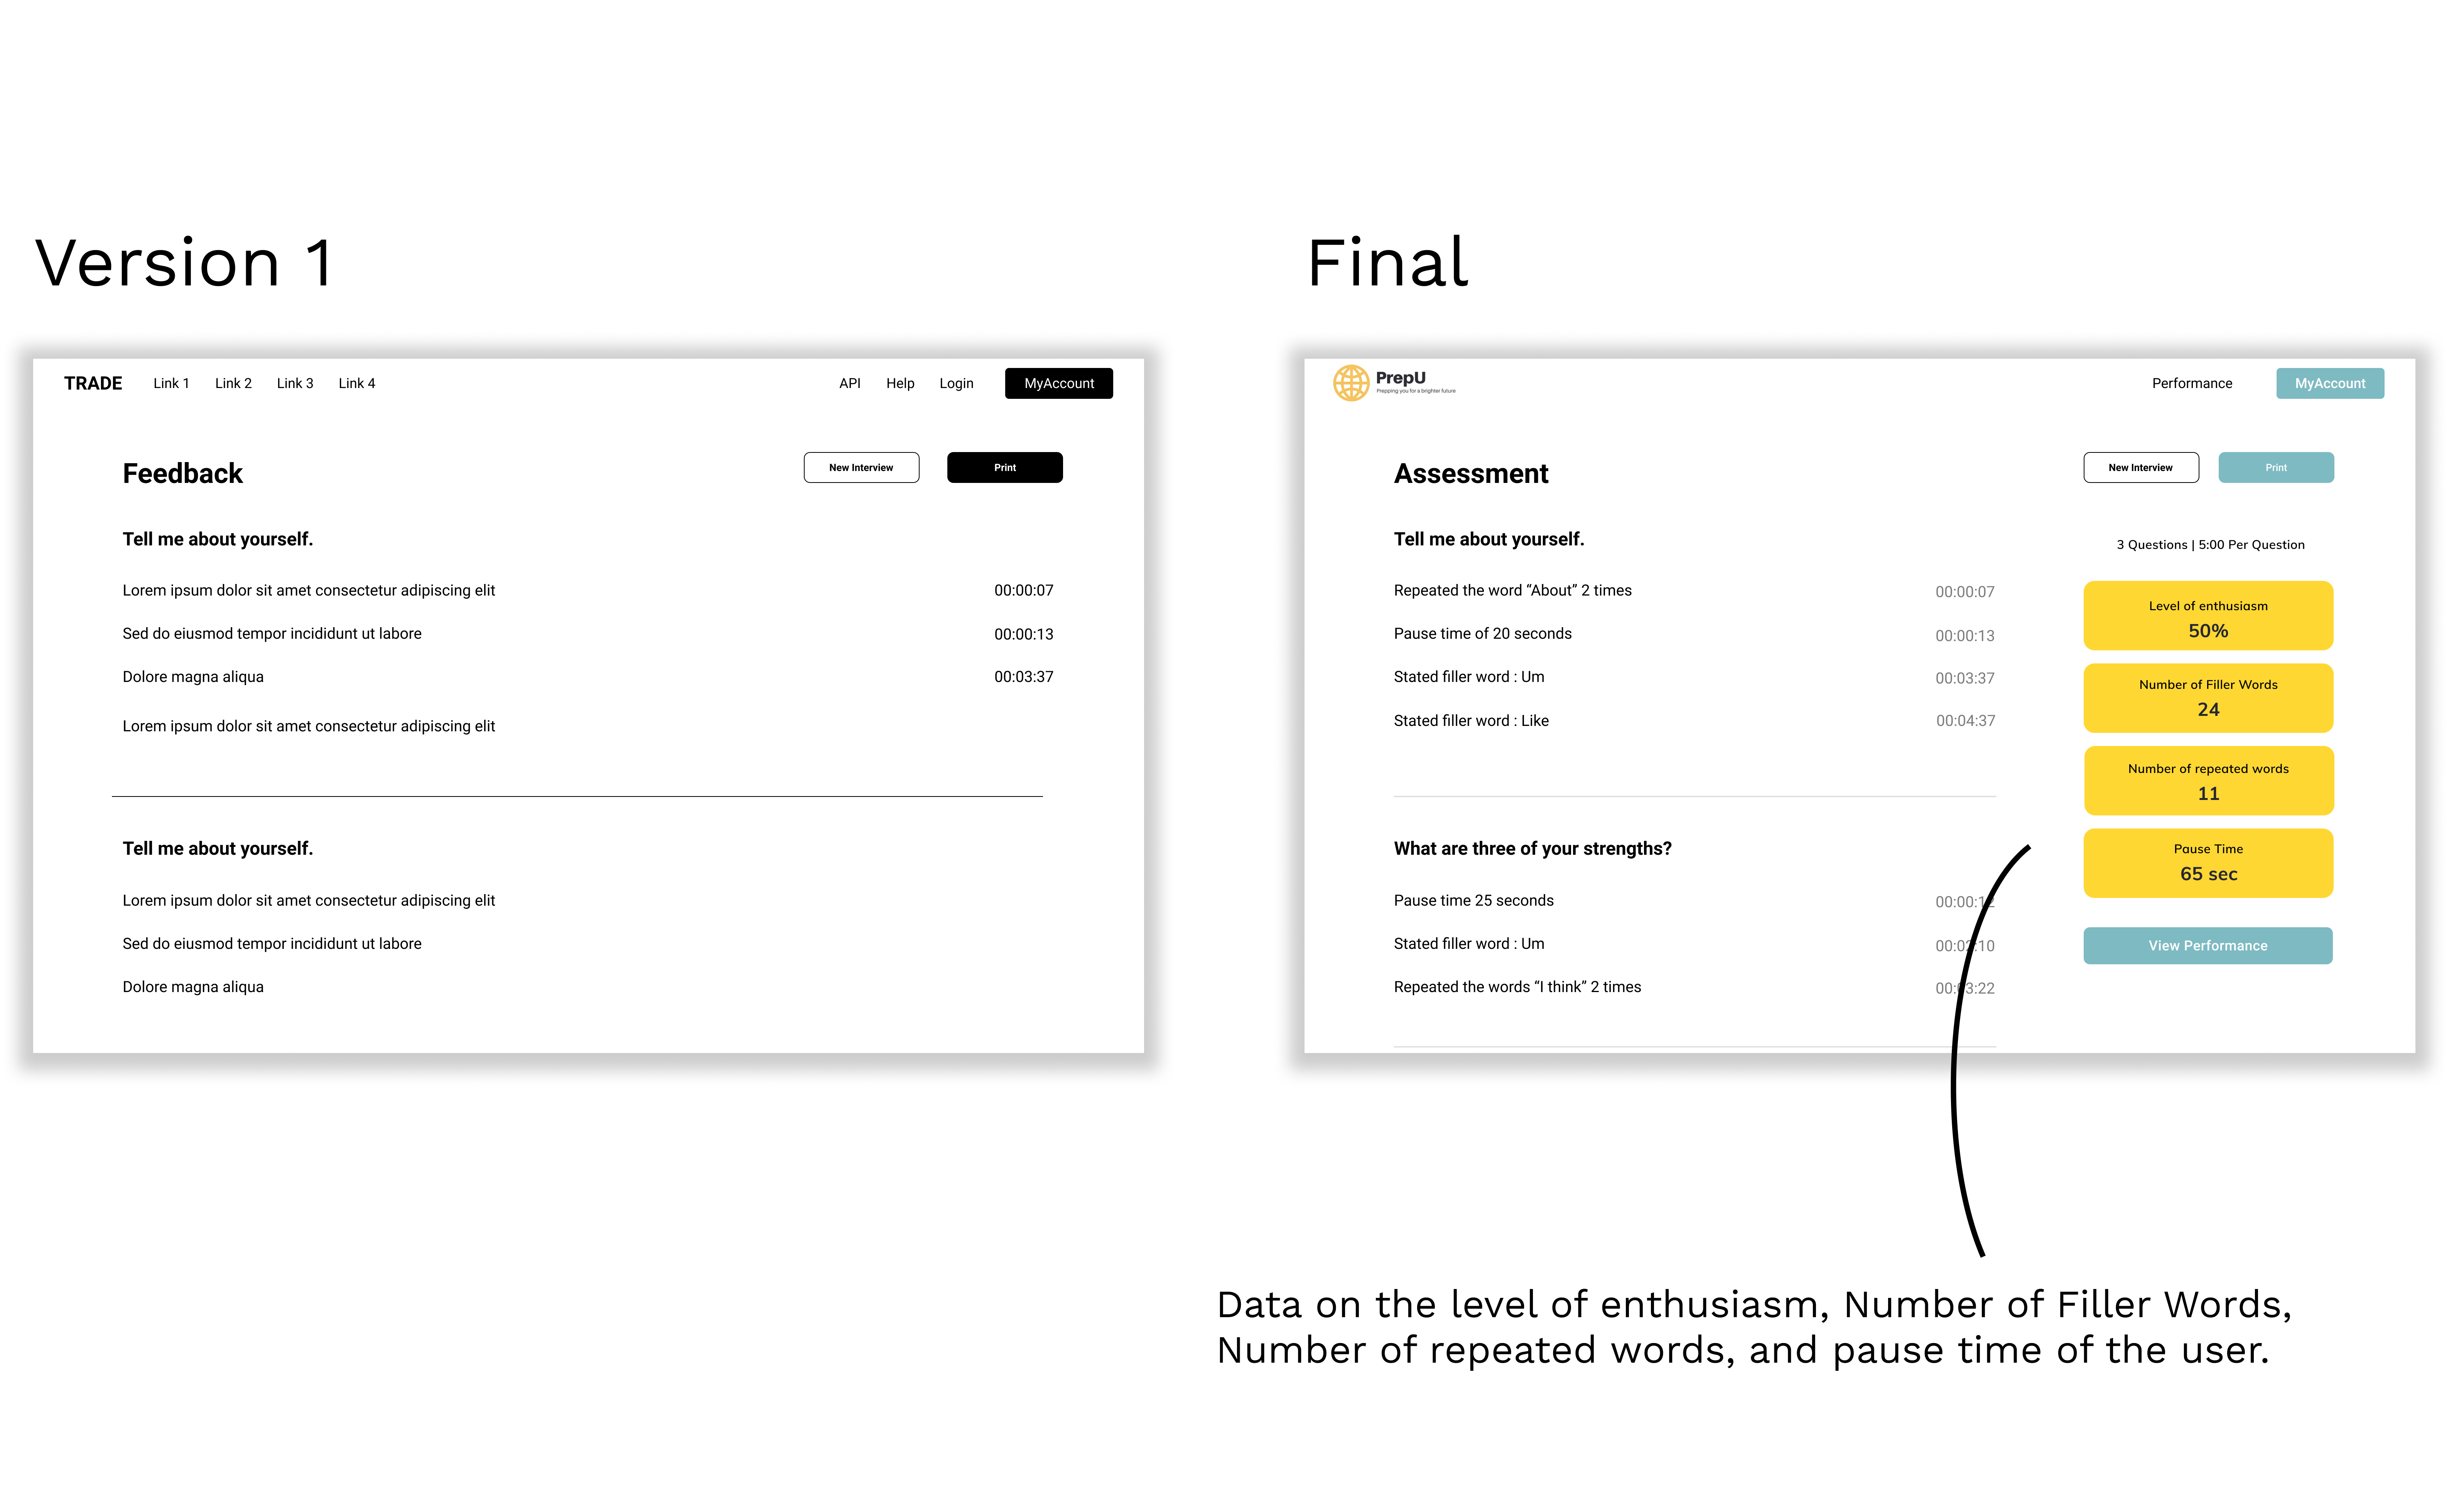 Version 1
TRADE Link 1 Link 2 Link 3 Link 4 API Help Login MyAccount
Feedback New Interview Print
Tell me about yourself.
Lorem ipsum dolor sit amet consectetur adipiscing elit 00:00:07
Sed do eiusmod tempor incididunt ut labore 00:00:13
Dolore magna aliqua 00:03:37
Lorem ipsum dolor sit amet consectetur adipiscing elit
Tell me about yourself.
Lorem ipsum dolor sit amet consectetur adipiscing elit
Sed do eiusmod tempor incididunt ut labore
Dolore magna aliqua
Final
PrepU
Prepping you for a brighter future
Performance MyAccount
Assessment New Interview Print
Tell me about yourself.
Repeated the word “About” 2 times 00:00:07
Pause time of 20 seconds 00:00:13
Stated filler word : Um 00:03:37
Stated filler word : Like 00:04:37
What are three of your strengths?
Pause time 25 seconds 00:00:12
Stated filler word : Um 00:02:10
Repeated the words “I think” 2 times 00:03:22
3 Questions | 5:00 Per Question
Level of enthusiasm
50%
Number of Filler Words
24
Number of repeated words
11
Pause Time
65 sec
View Performance
Data on the level of enthusiasm, Number of Filler Words,
Number of repeated words, and pause time of the user.